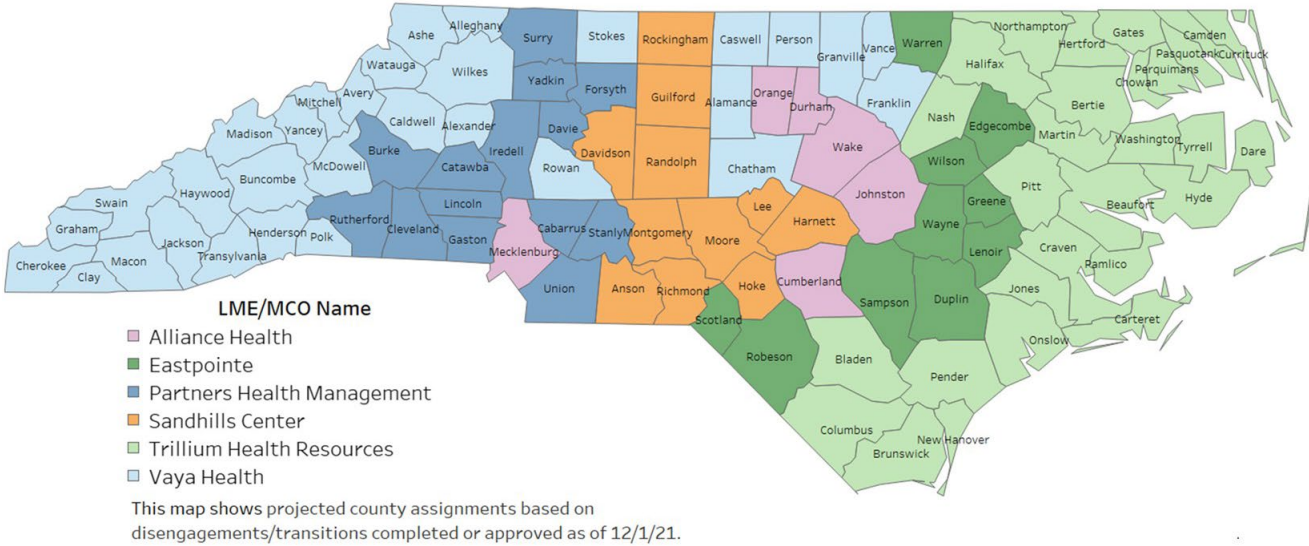 Ashe
Alleghany
Surry
Stokes
Rockingham
Caswell
Person
Granville
Vance
Warren
Northampton
Hertford
Gates
Camden
Pasquotank
Currituck
Perquimans
Chowan
Halifax
Watauga
Wilkes
Yadkin
Forsyth
Guilford
Alamance
Orange
Durham
Franklin
Nash
Edgecombe
Bertie
Martin
Washington
Tyrrell
Dare
Mitchell
Avery
Caldwell
Alexander
Iredell
Davie
Davidson
Randolph
Chatham
Wake
Wilson
Madison
Yancey
McDowell
Burke
Catawba
Rowan
Johnston
Pitt
Greene
Beaufort
Hyde
Swain
Haywood
Buncombe
Rutherford
Cleveland
Lincoln
Gaston
Lee
Harnett
Wayne
Lenoir
Craven
Pamlico
Graham
Jackson
Henderson
Polk
Mecklenburg
Cabarrus
Stanly
Montgomery
Moore
Cherokee
Clay
Macon
Transylvania
Union
Anson
Richmond
Hoke
Cumberland
Sampson
Duplin
Jones
Carteret
Onslow
Scotland
Robeson
Bladen
Pender
Columbus
Brunswick
New Hanover
LME/MCO Name
Alliance Health
Eastpointe
Partners Health Management
Sandhills Center
Trillium Health Resources
Vaya Health
This map shows projected county assignments based on
disengagements/transitions completed or approved as of 12/1/21.